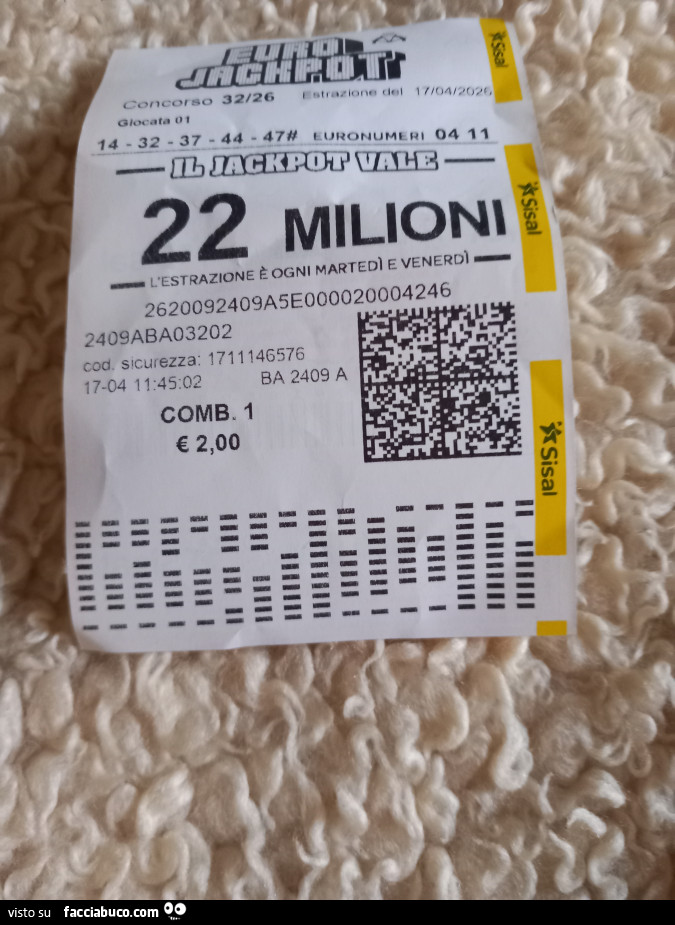 EURO
JACKPOT
Concorso 32/26 Estrazione del 17/04/2026
Giocata 01
14 - 32 - 37 - 44 - 47# EURONUMERI 04 11
IL JACKPOT VALE
22 MILIONI
L'ESTRAZIONE È OGNI MARTEDÌ E VENERDÌ
2620092409A5E000020004246
2409ABA03202
cod. sicurezza: 1711146576
17-04 11:45:02 BA 2409 A
COMB. 1
€ 2,00
Sisal
Sisal
Sisal
visto su facciabuco.com